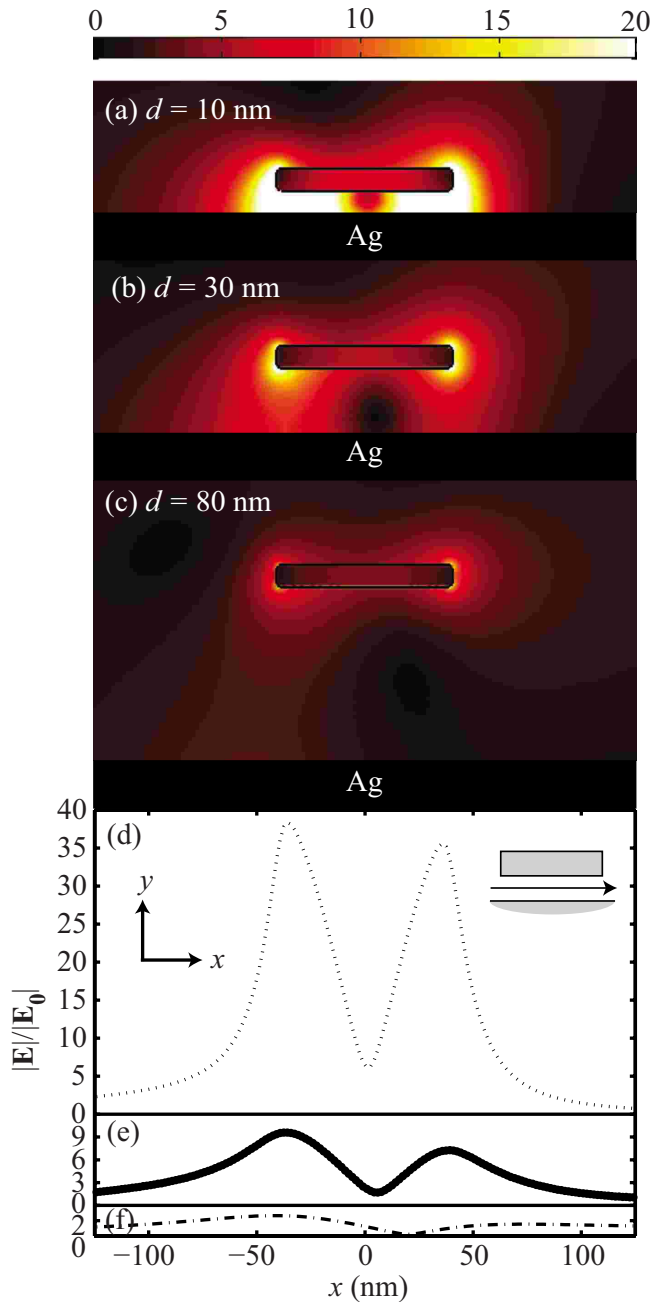 0 5 10 15 20
(a) d = 10 nm
Ag
(b) d = 30 nm
Ag
(c) d = 80 nm
Ag
40
(d)
35
30
y
25
20
x
15
10
5
0
|E|/|E₀|
9
(e)
6
3
0
(f)
2
0
−100 −50 0 50 100
x (nm)